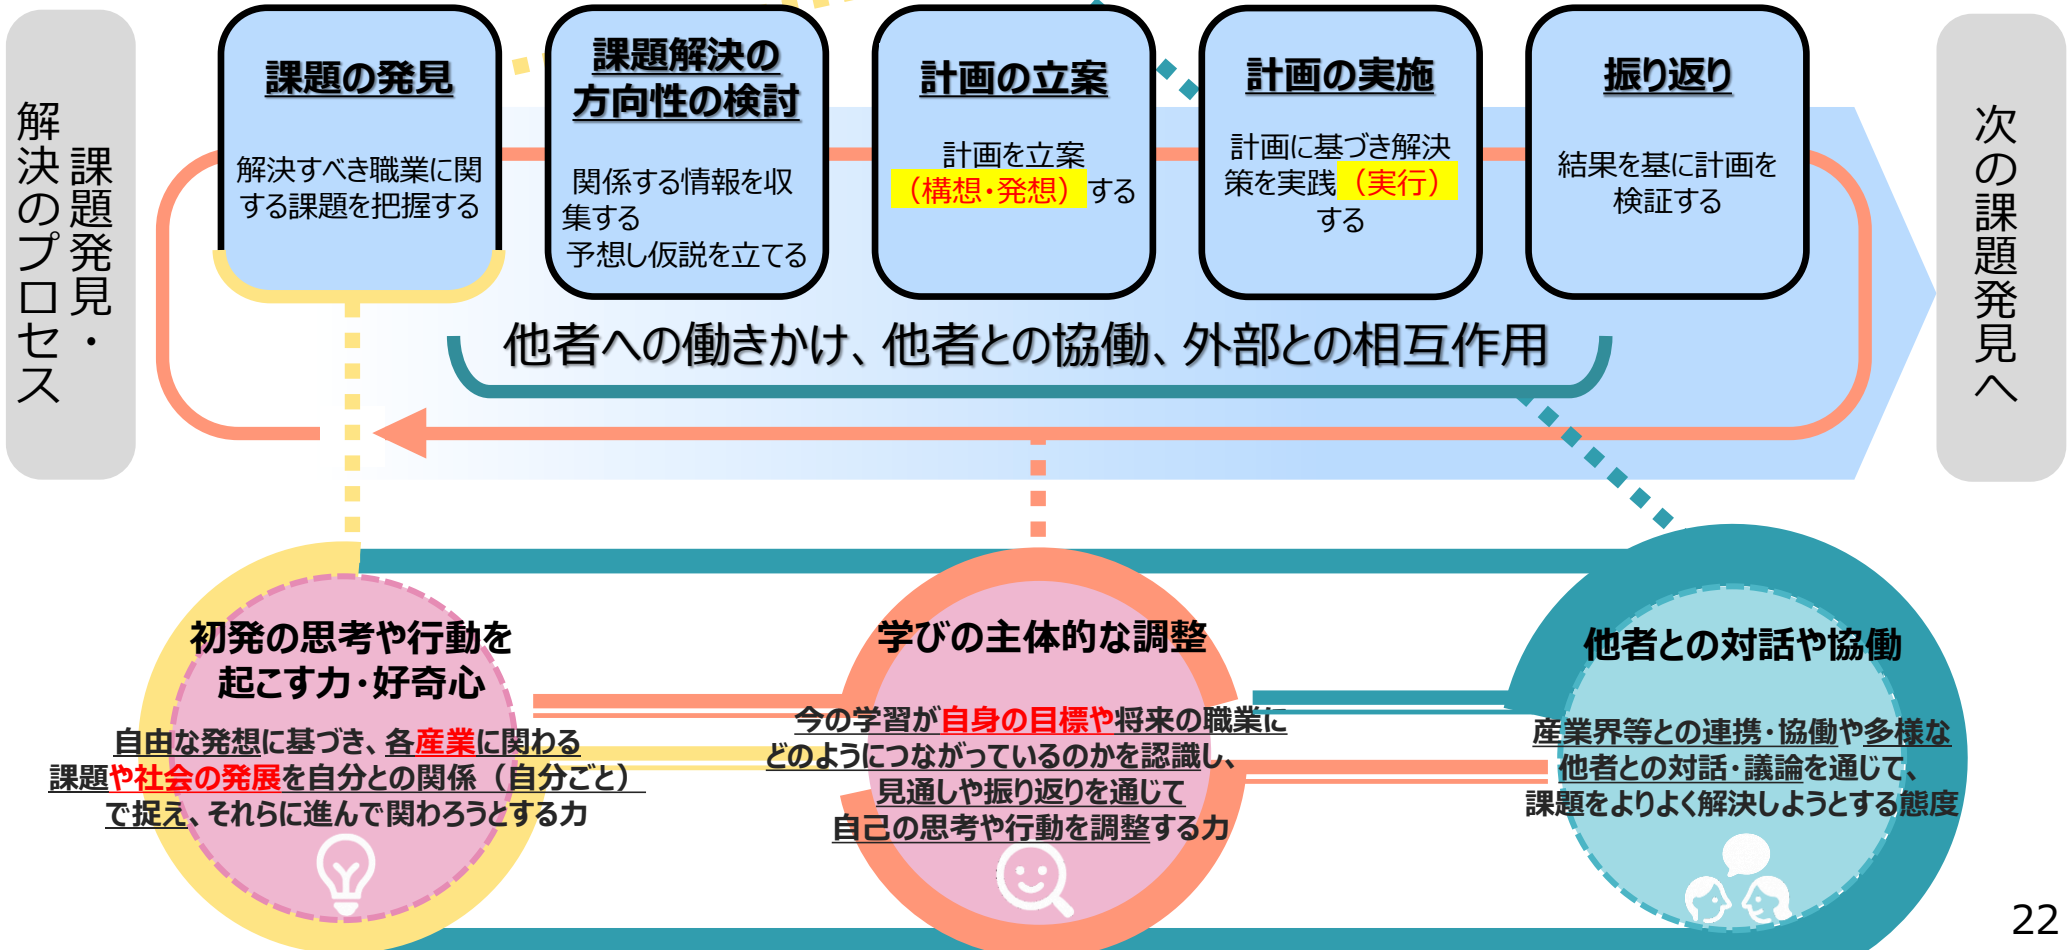 課題発見・
解決のプロセス
課題の発見
解決すべき職業に関
する課題を把握する
課題解決の
方向性の検討
関係する情報を収
集する
予想し仮説を立てる
計画の立案
計画を立案
（構想・発想）する
計画の実施
計画に基づき解決
策を実践（実行）
する
振り返り
結果を基に計画を
検証する
次の課題発見へ
他者への働きかけ、他者との協働、外部との相互作用
初発の思考や行動を
起こす力・好奇心
自由な発想に基づき、各産業に関わる
課題や社会の発展を自分との関係（自分ごと）
で捉え、それらに進んで関わろうとする力
学びの主体的な調整
今の学習が自身の目標や将来の職業に
どのようにつながっているのかを認識し、
見通しや振り返りを通じて
自己の思考や行動を調整する力
他者との対話や協働
産業界等との連携・協働や多様な
他者との対話・議論を通じて、
課題をよりよく解決しようとする態度
22